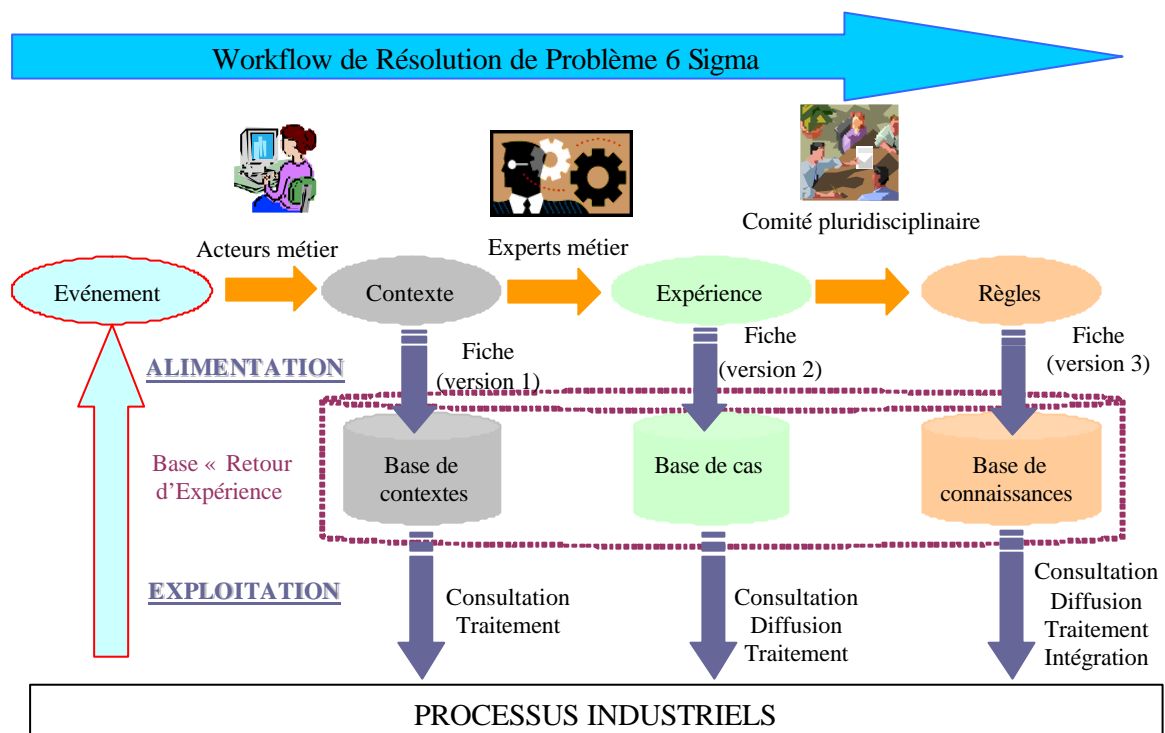 Workflow de Résolution de Problème 6 Sigma
Acteurs métier
Experts métier
Comité pluridisciplinaire
Evénement
Contexte
Expérience
Règles
ALIMENTATION
Fiche
(version 1)
Fiche
(version 2)
Fiche
(version 3)
Base « Retour
d'Expérience
Base de
contextes
Base de cas
Base de
connaissances
EXPLOITATION
Consultation
Traitement
Consultation
Diffusion
Traitement
Consultation
Diffusion
Traitement
Intégration
PROCESSUS INDUSTRIELS